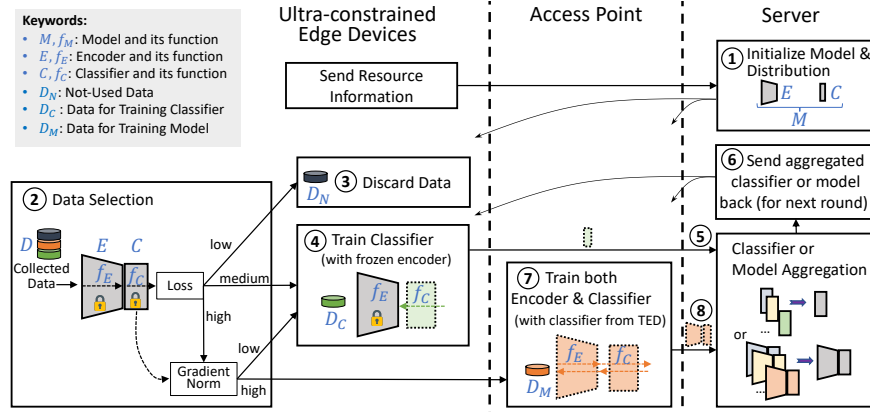 Keywords:
• M, f_M: Model and its function
• E, f_E: Encoder and its function
• C, f_C: Classifier and its function
• D_N: Not-Used Data
• D_C: Data for Training Classifier
• D_M: Data for Training Model
Ultra-constrained
Edge Devices
Access Point
Server
Send Resource
Information
1 Initialize Model &
Distribution
E C
M
2 Data Selection
D
Collected
Data
E C
f_E f_C
Loss
low
medium
high
Gradient
Norm
low
high
3 Discard Data
D_N
4 Train Classifier
(with frozen encoder)
D_C
f_E f_C
7 Train both
Encoder & Classifier
(with classifier from TED)
D_M
f_E f_C
6 Send aggregated
classifier or model
back (for next round)
5
8
Classifier or
Model Aggregation
...
or
...